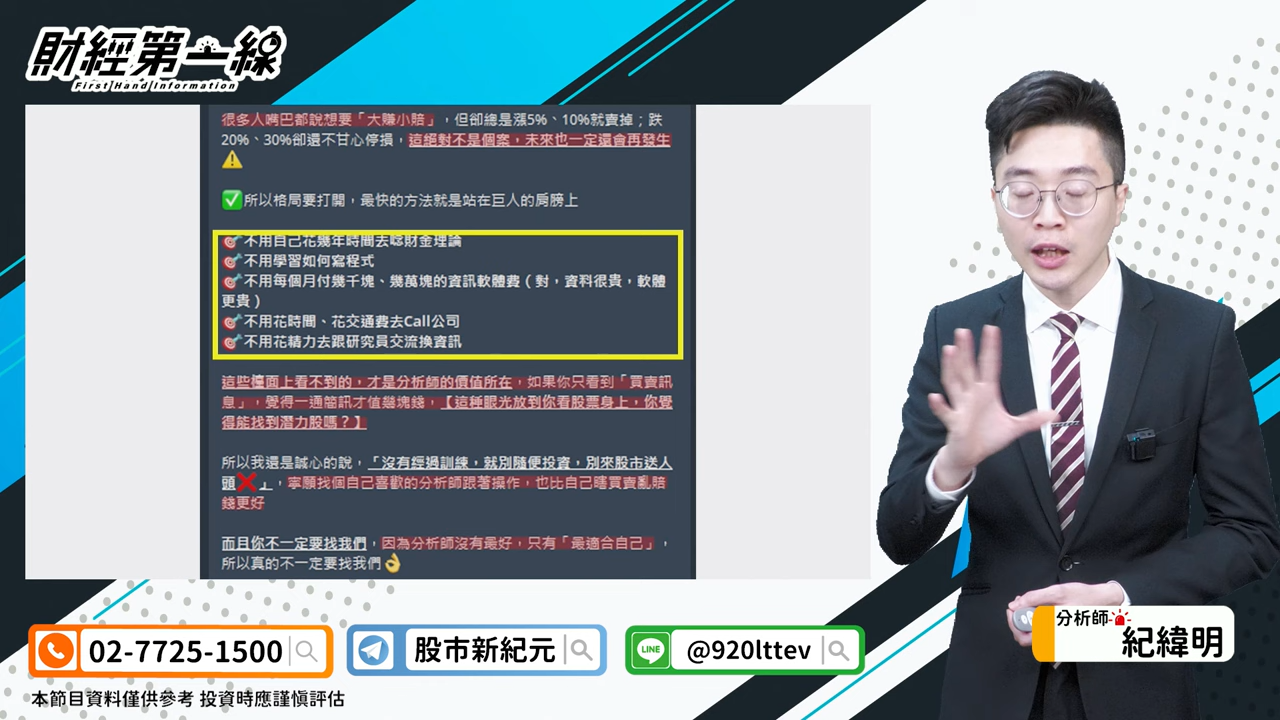 財經第一線
First Hand Information
很多人嘴巴都說想要「大賺小賠」，但卻總是漲5%、10%就賣掉；跌
20%、30%卻還不甘心停損，這絕對不是個案，未來也一定還會再發生
⚠️
✅所以格局要打開，最快的方法就是站在巨人的肩膀上
🎯不用自己花幾年時間去唸財金理論
🎯不用學習如何寫程式
🎯不用每個月付幾千塊、幾萬塊的資訊軟體費（對，資料很貴，軟體
更貴）
🎯不用花時間、花交通費去Call公司
🎯不用花精力去跟研究員交流換資訊
這些檯面上看不到的，才是分析師的價值所在，如果你只看到「買賣訊
息」，覺得一通簡訊才值幾塊錢，【這種眼光放到你看股票身上，你覺
得能找到潛力股嗎？】
所以我還是誠心的說，「沒有經過訓練，就別隨便投資，別來股市送人
頭❌」，寧願找個自己喜歡的分析師跟著操作，也比自己瞎買賣亂賠
錢更好
而且你不一定要找我們，因為分析師沒有最好，只有「最適合自己」，
所以真的不一定要找我們👌
分析師
紀緯明
02-7725-1500
股市新紀元
LINE
@920lttev
本節目資料僅供參考 投資時應謹慎評估